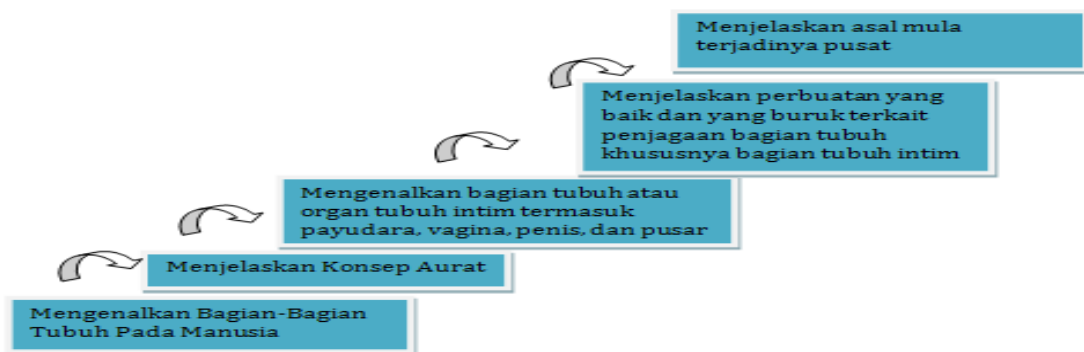 Menjelaskan asal mula
terjadinya pusat
Menjelaskan perbuatan yang
baik dan yang buruk terkait
penjagaan bagian tubuh
khususnya bagian tubuh intim
Mengenalkan bagian tubuh atau
organ tubuh intim termasuk
payudara, vagina, penis, dan pusar
Menjelaskan Konsep Aurat
Mengenalkan Bagian-Bagian
Tubuh Pada Manusia